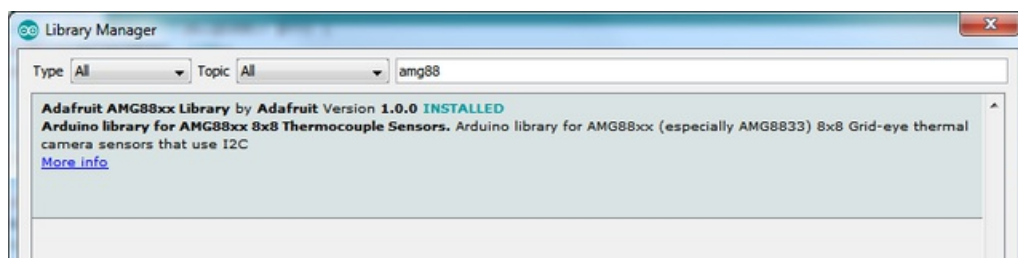 Library Manager
Type All Topic All amg88
Adafruit AMG88xx Library by Adafruit Version 1.0.0 INSTALLED
Arduino library for AMG88xx 8x8 Thermocouple Sensors. Arduino library for AMG88xx (especially AMG8833) 8x8 Grid-eye thermal
camera sensors that use I2C
More info